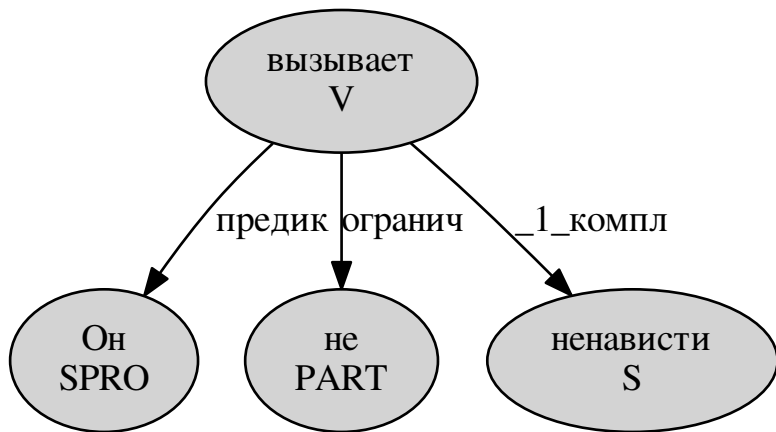 вызывает
V
предик
огранич
_1_компл
Он
SPRO
не
PART
ненависти
S